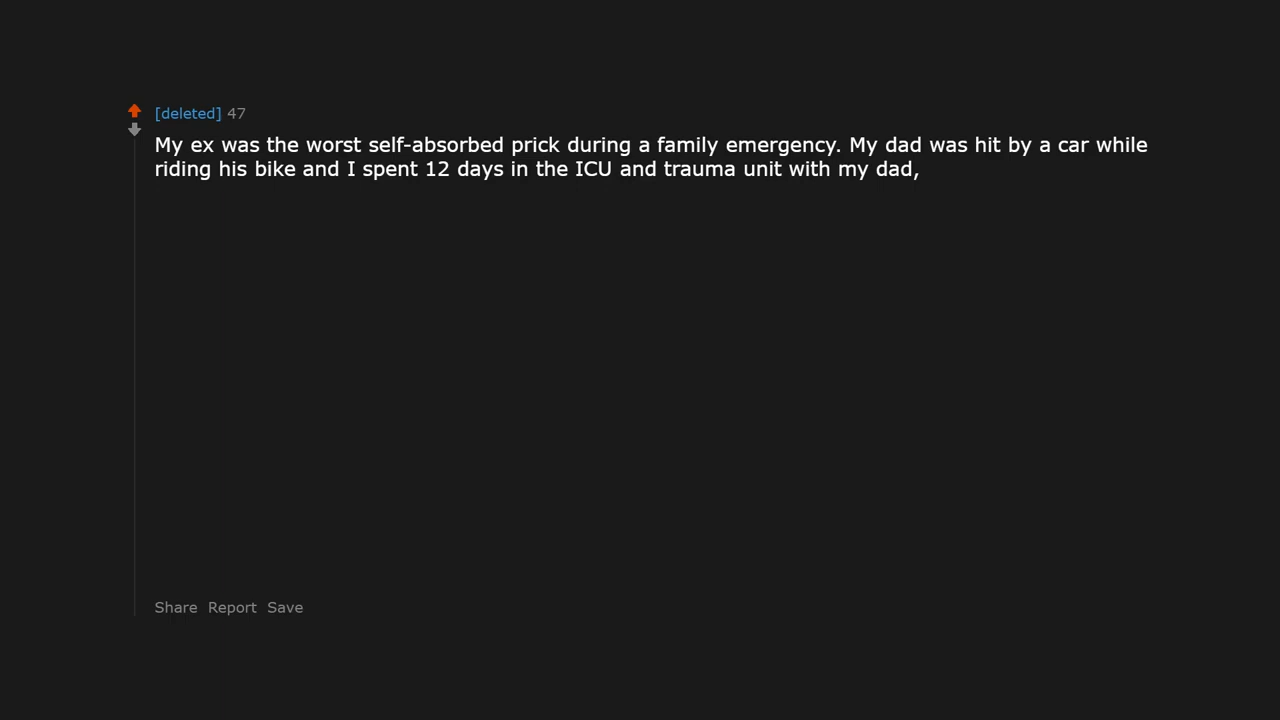 [deleted] 47
My ex was the worst self-absorbed prick during a family emergency. My dad was hit by a car while
riding his bike and I spent 12 days in the ICU and trauma unit with my dad,
Share Report Save